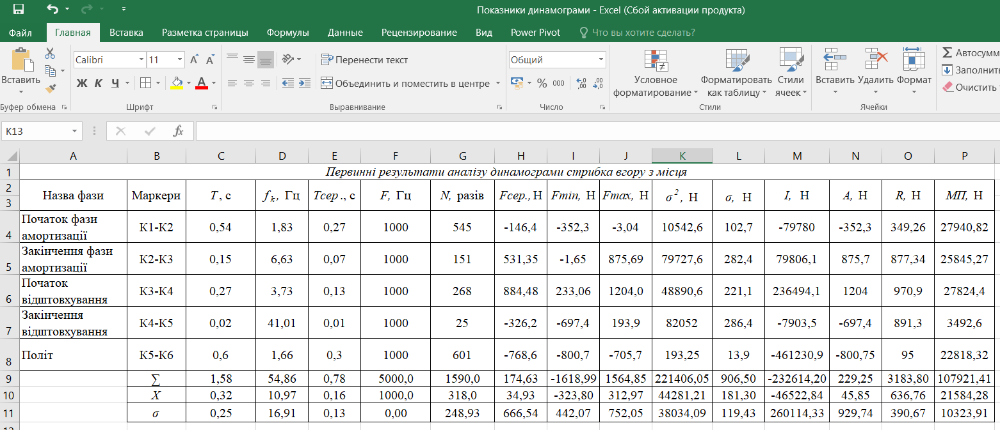 Показники динамограми - Excel (Сбой активации продукта)
Файл Главная Вставка Разметка страницы Формулы Данные Рецензирование Вид Power Pivot Что вы хотите сделать?
Calibri 11 Перенести текст Общий Автосумм
Вставить Ж К Ч Объединить и поместить в центре % 000 Условное форматирование Форматировать как таблицу Стили ячеек Вставить Удалить Формат Заполнить
Очистить
Буфер обмена Шрифт Выравнивание Число Стили Ячейки
K13 fx
A B C D E F G H I J K L M N O P
1 Первинні результати аналізу динамограми стрибка вгору з місця
2 3 Назва фази Маркери T, с fk, Гц Tсер., с F, Гц N, разів Fсер., Н Fmin, Н Fmax, Н σ2, Н σ, Н I, Н A, Н R, Н МП, Н
4 Початок фази амортизації К1-К2 0,54 1,83 0,27 1000 545 -146,4 -352,3 -3,04 10542,6 102,7 -79780 -352,3 349,26 27940,82
5 Закінчення фази амортизації К2-К3 0,15 6,63 0,07 1000 151 531,35 -1,65 875,69 79727,6 282,4 79806,1 875,7 877,34 25845,27
6 Початок відштовхування К3-К4 0,27 3,73 0,13 1000 268 884,48 233,06 1204,0 48890,6 221,1 236494,1 1204 970,9 27824,4
7 Закінчення відштовхування К4-К5 0,02 41,01 0,01 1000 25 -326,2 -697,4 193,9 82052 286,4 -7903,5 -697,4 891,3 3492,6
8 Політ К5-К6 0,6 1,66 0,3 1000 601 -768,6 -800,7 -705,7 193,25 13,9 -461230,9 -800,75 95 22818,32
9 ∑ 1,58 54,86 0,78 5000,0 1590,0 174,63 -1618,99 1564,85 221406,05 906,50 -232614,20 229,25 3183,80 107921,41
10 X 0,32 10,97 0,16 1000,0 318,0 34,93 -323,80 312,97 44281,21 181,30 -46522,84 45,85 636,76 21584,28
11 σ 0,25 16,91 0,13 0,00 248,93 666,54 442,07 752,05 38034,09 119,43 260114,33 929,74 390,67 10323,91